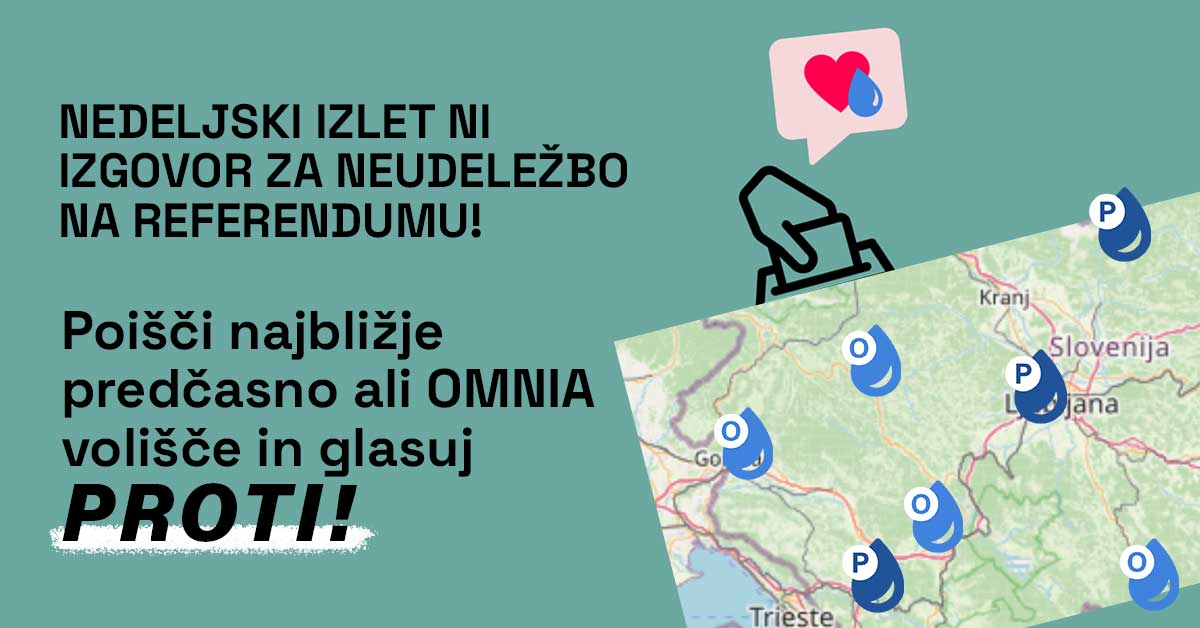 NEDELJSKI IZLET NI
IZGOVOR ZA NEUDELEŽBO
NA REFERENDUMU!
Poišči najbližje
predčasno ali OMNIA
volišče in glasuj
PROTI!
P
Kranj
Slovenija
O
P
Ljubljana
O
O
P
O
Trieste